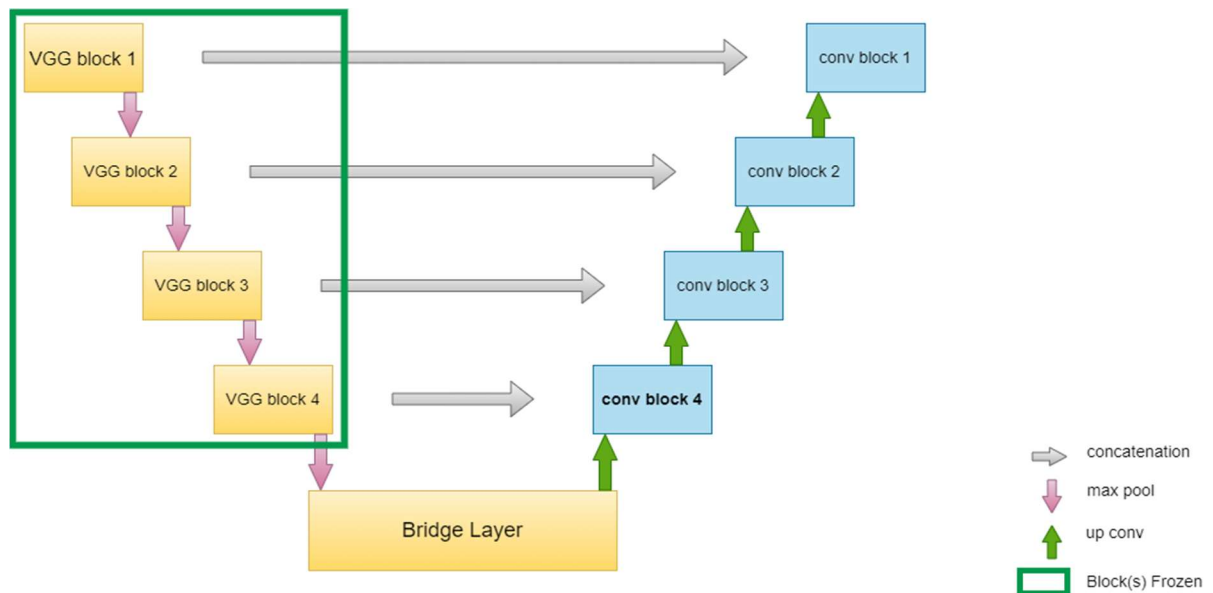 VGG block 1
conv block 1
VGG block 2
conv block 2
VGG block 3
conv block 3
VGG block 4
conv block 4
Bridge Layer
concatenation
max pool
up conv
Block(s) Frozen